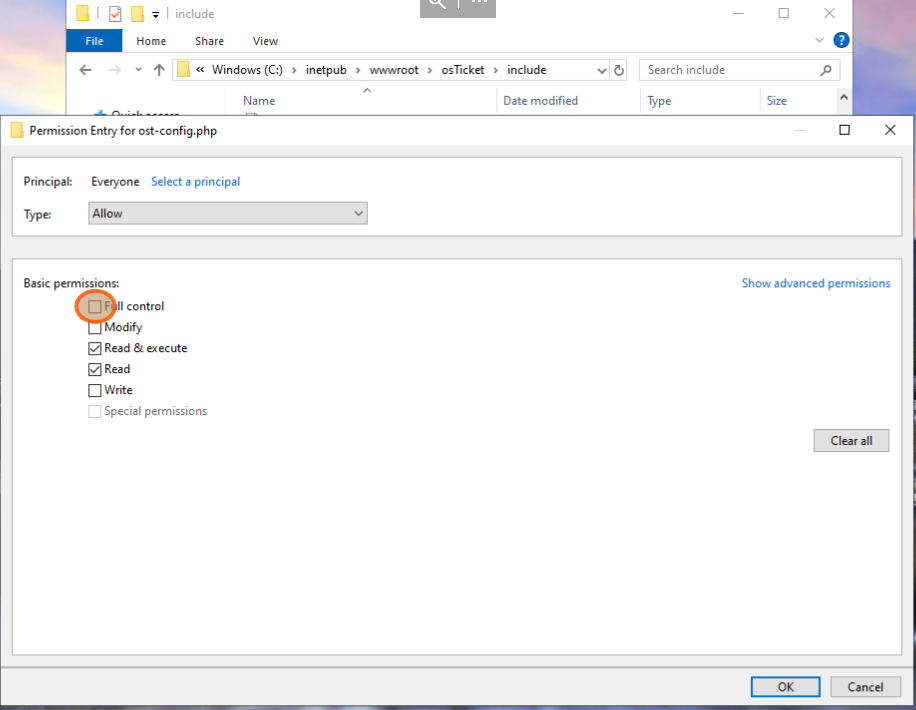 include
File Home Share View
« Windows (C:) > inetpub > wwwroot > osTicket > include
Search include
Name Date modified Type Size
Quick access
Permission Entry for ost-config.php
Principal: Everyone Select a principal
Type: Allow
Basic permissions:
Show advanced permissions
Full control
Modify
Read & execute
Read
Write
Special permissions
Clear all
OK Cancel